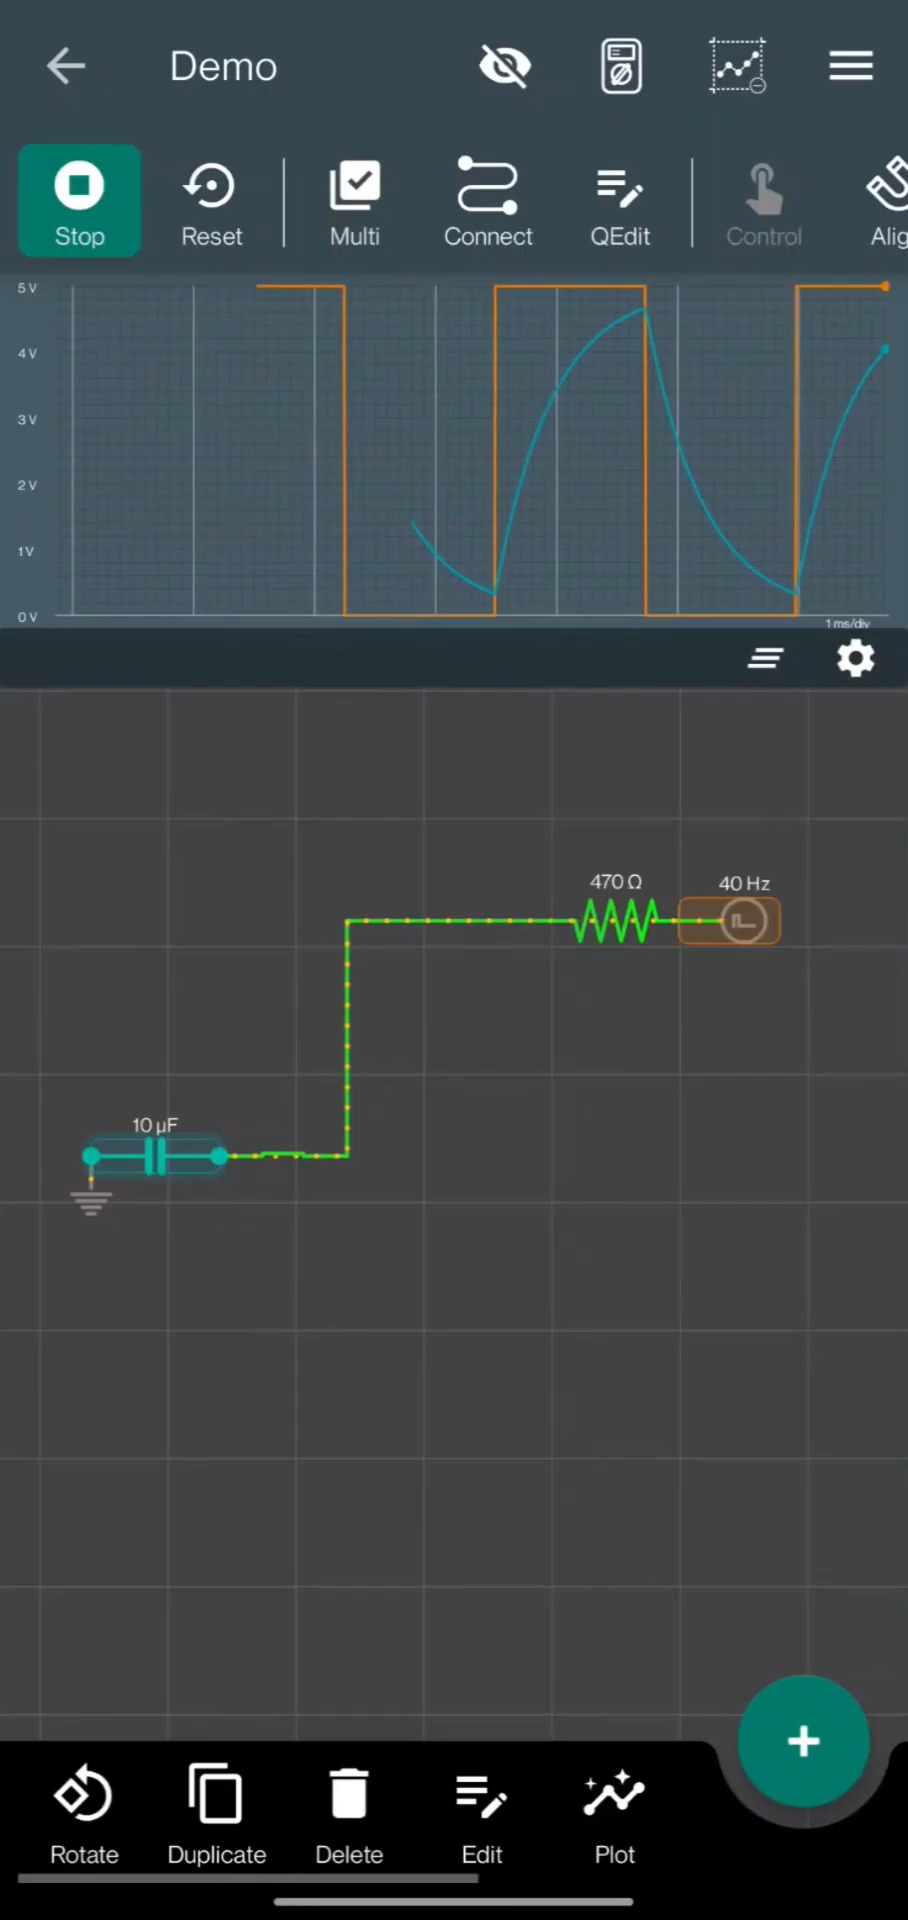 Demo
Stop
Reset
Multi
Connect
QEdit
Control
Alig
5 V
4 V
3 V
2 V
1 V
0 V
1 ms/div
470 Ω
40 Hz
10 µF
Rotate
Duplicate
Delete
Edit
Plot